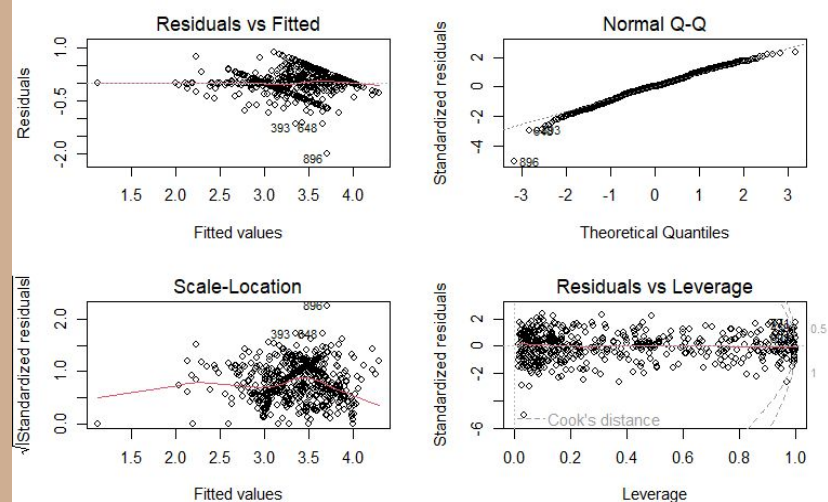 Residuals vs Fitted
Residuals
1.0
-0.5
-2.0
393 648
896
1.5 2.0 2.5 3.0 3.5 4.0
Fitted values
Normal Q-Q
Standardized residuals
2
0
-2
-4
896
-3 -2 -1 0 1 2 3
Theoretical Quantiles
Scale-Location
√|Standardized residuals|
2.0
1.0
0.0
896
393 648
1.5 2.0 2.5 3.0 3.5 4.0
Fitted values
Residuals vs Leverage
Standardized residuals
2
0
-2
-6
0.5
1
Cook's distance
0.0 0.2 0.4 0.6 0.8 1.0
Leverage